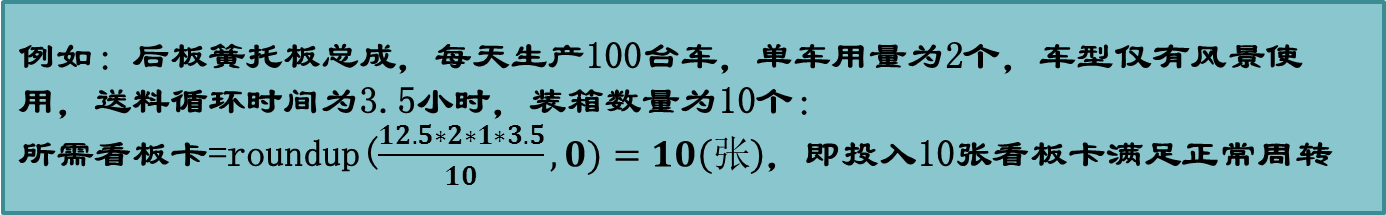 例如：后板簧托板总成，每天生产100台车，单车用量为2个，车型仅有风景使
用，送料循环时间为3.5小时，装箱数量为10个：
所需看板卡=roundup(\frac{12.5*2*1*3.5}{10},0)=10(张)，即投入10张看板卡满足正常周转